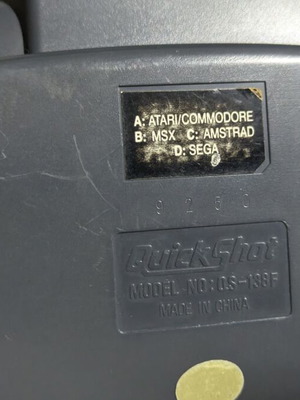 A: ATARI/COMMODORE
B: MSX C: AMSTRAD
D: SEGA
QuickShot
MODEL NO: QS-138F
MADE IN CHINA